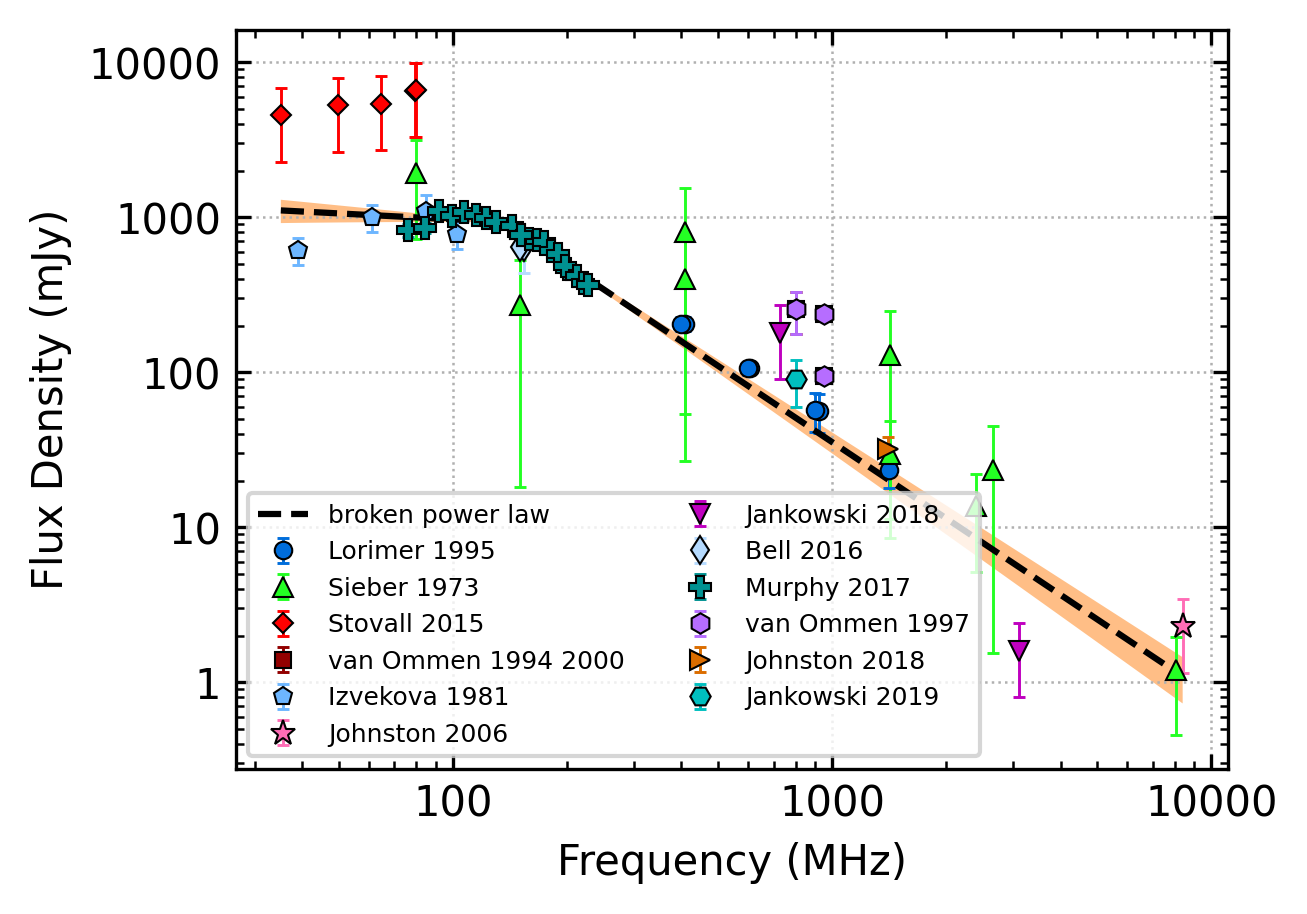 10000
1000
100
10
1
Flux Density (mJy)
broken power law
Lorimer 1995
Sieber 1973
Stovall 2015
van Ommen 1994 2000
Izvekova 1981
Johnston 2006
Jankowski 2018
Bell 2016
Murphy 2017
van Ommen 1997
Johnston 2018
Jankowski 2019
100
1000
10000
Frequency (MHz)